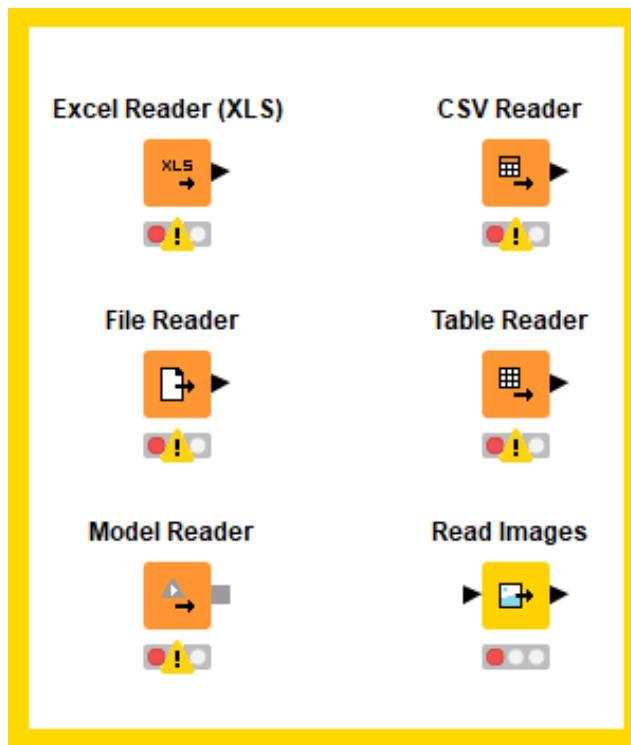 Excel Reader (XLS)
CSV Reader
XLS
File Reader
Table Reader
Model Reader
Read Images